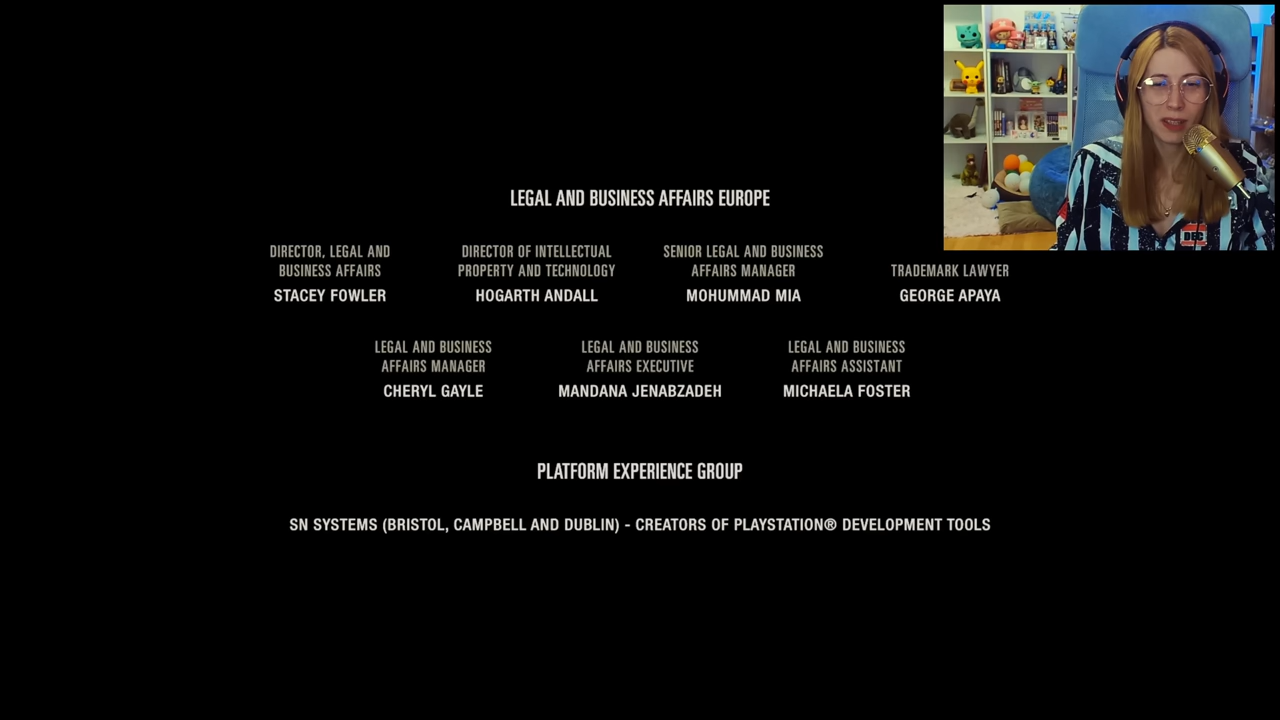 LEGAL AND BUSINESS AFFAIRS EUROPE
DIRECTOR, LEGAL AND
BUSINESS AFFAIRS
STACEY FOWLER
DIRECTOR OF INTELLECTUAL
PROPERTY AND TECHNOLOGY
HOGARTH ANDALL
SENIOR LEGAL AND BUSINESS
AFFAIRS MANAGER
MOHUMMAD MIA
TRADEMARK LAWYER
GEORGE APAYA
LEGAL AND BUSINESS
AFFAIRS MANAGER
CHERYL GAYLE
LEGAL AND BUSINESS
AFFAIRS EXECUTIVE
MANDANA JENABZADEH
LEGAL AND BUSINESS
AFFAIRS ASSISTANT
MICHAELA FOSTER
PLATFORM EXPERIENCE GROUP
SN SYSTEMS (BRISTOL, CAMPBELL AND DUBLIN) - CREATORS OF PLAYSTATION® DEVELOPMENT TOOLS